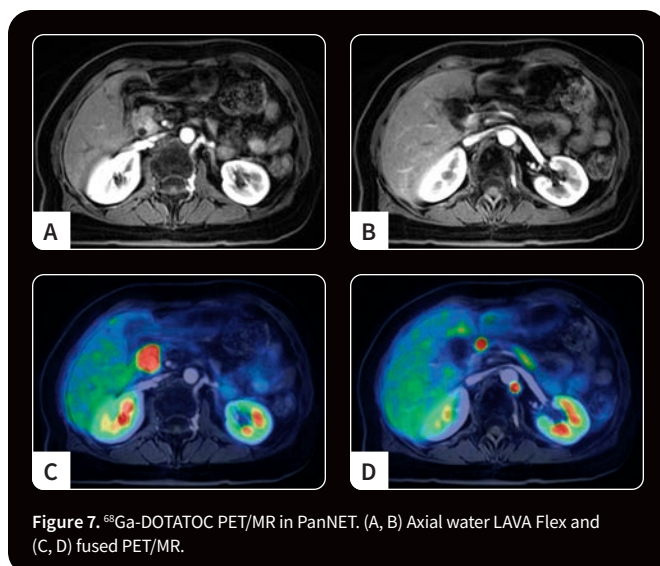 A
B
C
D
Figure 7. ⁶⁸Ga-DOTATOC PET/MR in PanNET. (A, B) Axial water LAVA Flex and
(C, D) fused PET/MR.